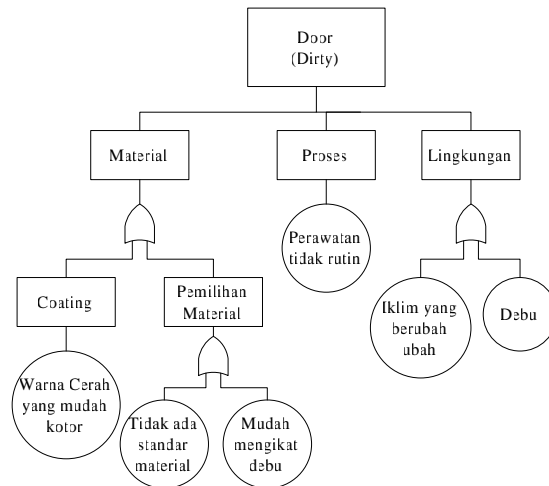 Door
(Dirty)
Material
Proses
Lingkungan
Perawatan
tidak rutin
Coating
Pemilihan
Material
Iklim yang
berubah
ubah
Debu
Warna Cerah
yang mudah
kotor
Tidak ada
standar
material
Mudah
mengikat
debu